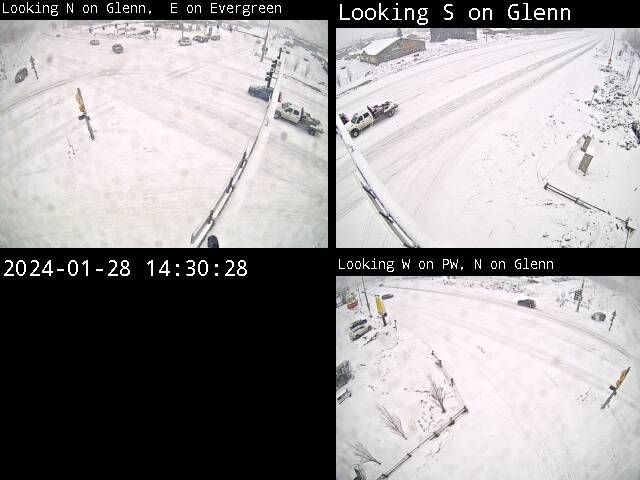 Looking N on Glenn,  E on Evergreen
Looking S on Glenn
2024-01-28 14:30:28
Looking W on PW, N on Glenn